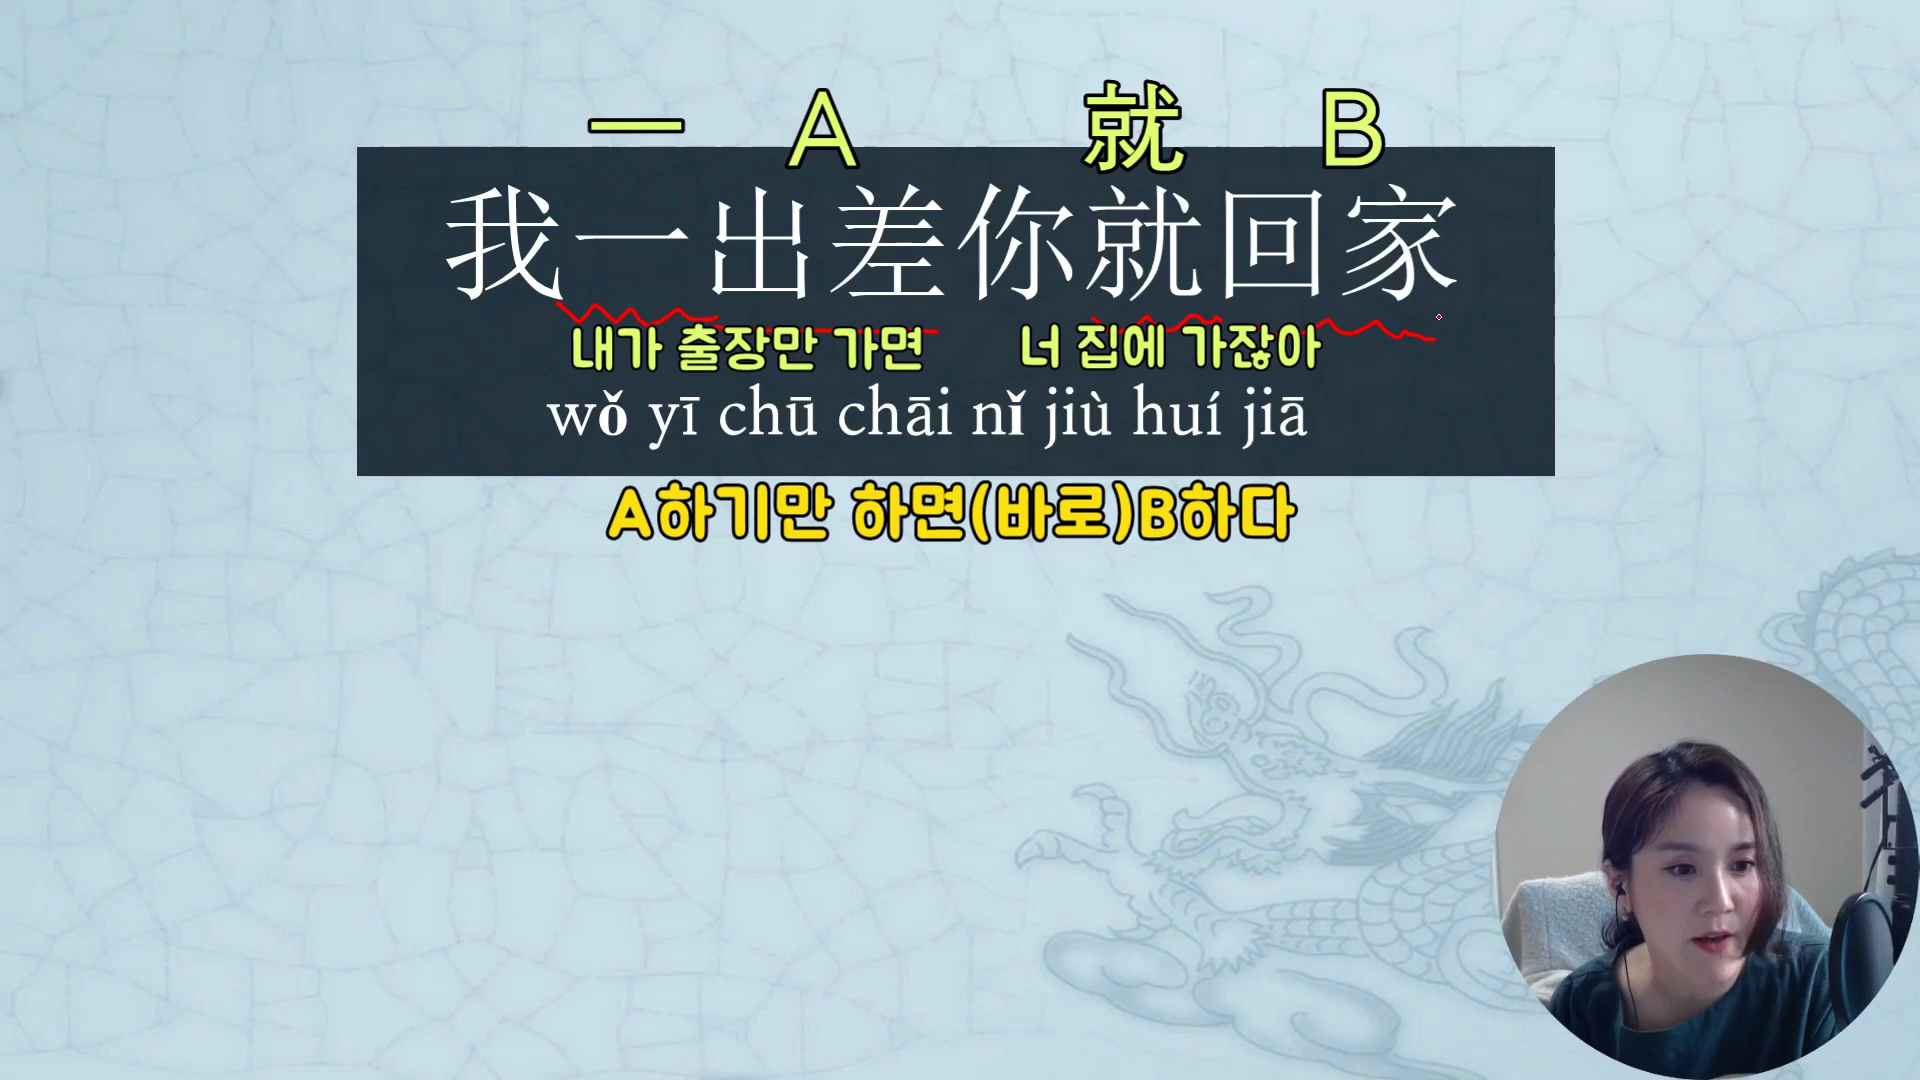 一 A 就 B
我一出差你就回家
내가 출장만 가면 너 집에 가잖아
wǒ yī chū chāi nǐ jiù huí jiā
A하기만 하면(바로)B하다